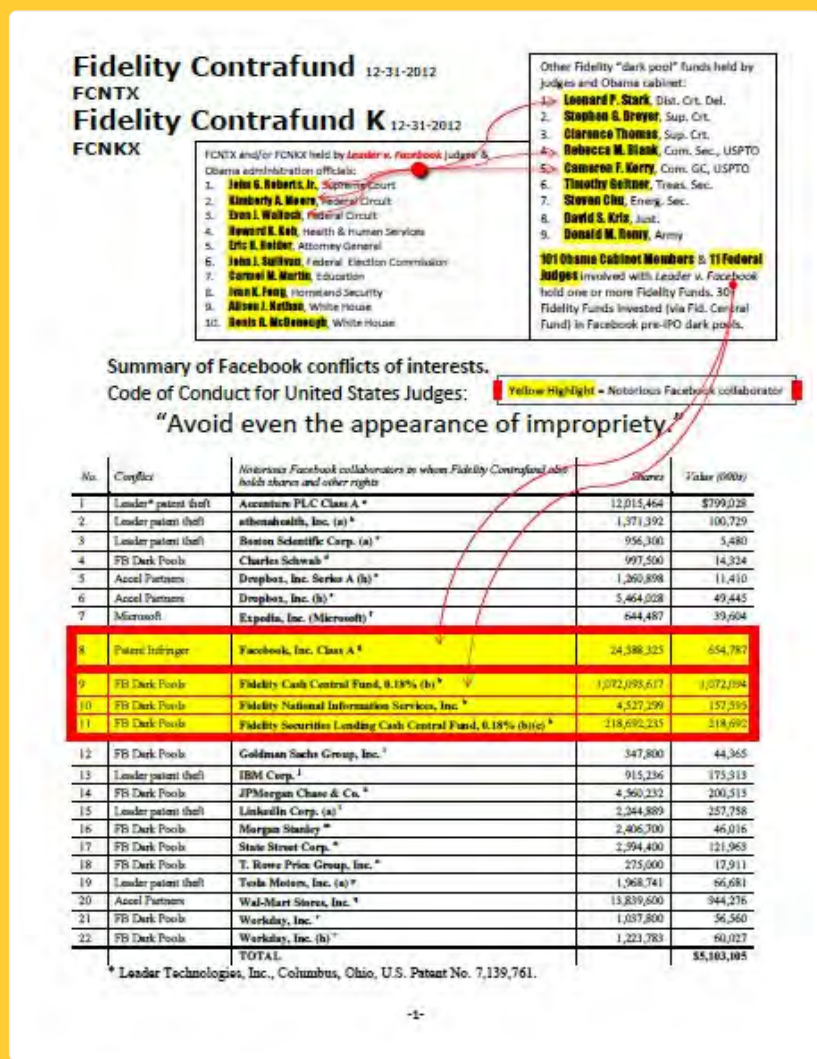 Fidelity Contrafund 12-31-2012
FCNTX
Fidelity Contrafund K 12-31-2012
FCNKX
FCNTX and/or FCNKX held by Leader v. Facebook judges &
Obama administration officials:
1. John G. Roberts, Jr., Supreme Court
2. Kimberly A. Moore, Federal Circuit
3. Evan J. Wallach, Federal Circuit
4. Howard K. Koh, Health & Human Services
5. Eric H. Holder, Attorney General
6. John J. Sullivan, Federal Election Commission
7. Carmel M. Martin, Education
8. Ivan K. Fong, Homeland Security
9. Alison J. Nathan, White House
10. Denis R. McDonough, White House
Other Fidelity "dark pool" funds held by
judges and Obama cabinet:
1. Leonard P. Stark, Dist. Crt. Del.
2. Stephen G. Breyer, Sup. Crt.
3. Clarence Thomas, Sup. Crt.
4. Rebecca M. Blank, Com. Sec., USPTO
5. Cameron F. Kerry, Com. GC, USPTO
6. Timothy Geitner, Treas. Sec.
7. Steven Chu, Energ. Sec.
8. David S. Kris, Just.
9. Donald M. Remy, Army
101 Obama Cabinet Members & 11 Federal
Judges involved with Leader v. Facebook
hold one or more Fidelity Funds. 30
Fidelity Funds invested (via Fid. Central
Fund) in Facebook pre-IPO dark pools.
Summary of Facebook conflicts of interests.
Code of Conduct for United States Judges:
Yellow Highlight = Notorious Facebook collaborator
"Avoid even the appearance of impropriety."
No. Conflict Notorious Facebook collaborators in whom Fidelity Contrafund also holds shares and other rights Shares Value (000s)
1 Leader* patent theft Accenture PLC Class A 12,015,464 $799,028
2 Leader patent theft athenahealth, Inc. (a) 1,371,392 100,729
3 Leader patent theft Boston Scientific Corp. (a) 956,300 5,480
4 FB Dark Pools Charles Schwab 997,500 14,324
5 Accel Partners Dropbox, Inc. Series A (h) 1,260,898 11,410
6 Accel Partners Dropbox, Inc. (h) 5,464,028 49,445
7 Microsoft Expedia, Inc. (Microsoft) 644,487 39,604
8 Patent Infringer Facebook, Inc. Class A 24,588,325 654,787
9 FB Dark Pools Fidelity Cash Central Fund, 0.18% (b) 1,072,093,617 1,072,094
10 FB Dark Pools Fidelity National Information Services, Inc. 4,527,299 157,595
11 FB Dark Pools Fidelity Securities Lending Cash Central Fund, 0.18% (b)(c) 218,692,235 218,692
12 FB Dark Pools Goldman Sachs Group, Inc. 347,800 44,365
13 Leader patent theft IBM Corp. 915,236 175,313
14 FB Dark Pools JPMorgan Chase & Co. 4,560,232 200,513
15 Leader patent theft LinkedIn Corp. (a) 2,244,889 257,758
16 FB Dark Pools Morgan Stanley 2,406,700 46,016
17 FB Dark Pools State Street Corp. 2,594,400 121,963
18 FB Dark Pools T. Rowe Price Group, Inc. 275,000 17,911
19 Leader patent theft Tesla Motors, Inc. (a) 1,968,741 66,681
20 Accel Partners Wal-Mart Stores, Inc. 13,839,600 944,276
21 FB Dark Pools Workday, Inc. 1,037,800 56,560
22 FB Dark Pools Workday, Inc. (h) 1,223,783 60,027
TOTAL $5,103,105
* Leader Technologies, Inc., Columbus, Ohio, U.S. Patent No. 7,139,761.
-1-